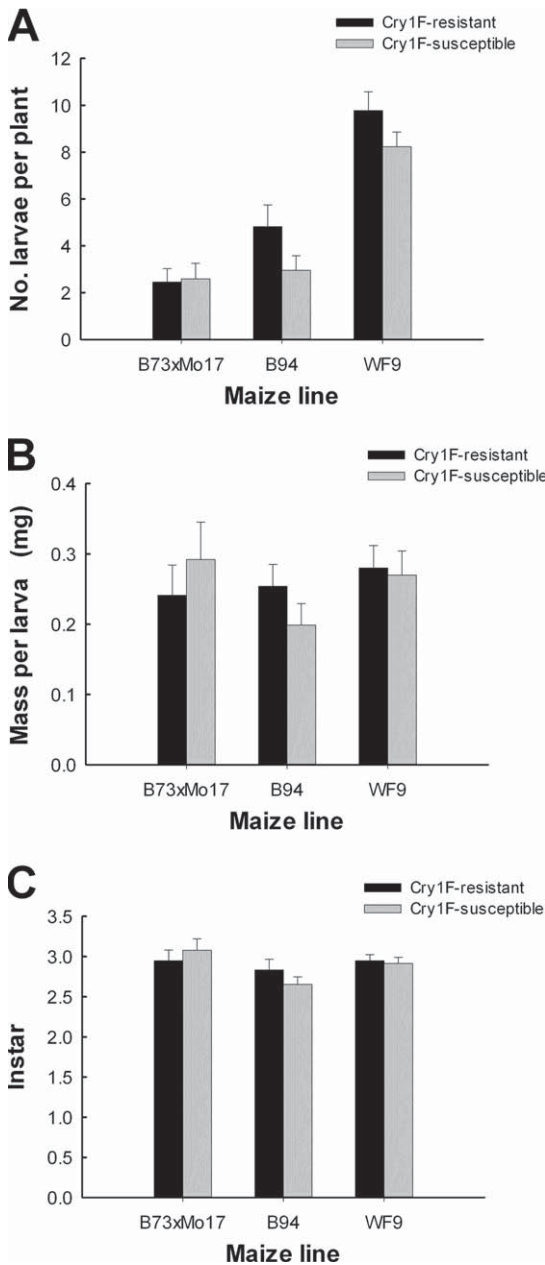 A
Cry1F-resistant
Cry1F-susceptible
No. larvae per plant
12
10
8
6
4
2
0
B73xMo17 B94 WF9
Maize line
B
Cry1F-resistant
Cry1F-susceptible
Mass per larva (mg)
0.4
0.3
0.2
0.1
0.0
B73xMo17 B94 WF9
Maize line
C
Cry1F-resistant
Cry1F-susceptible
Instar
3.5
3.0
2.5
2.0
1.5
1.0
0.5
0.0
B73xMo17 B94 WF9
Maize line